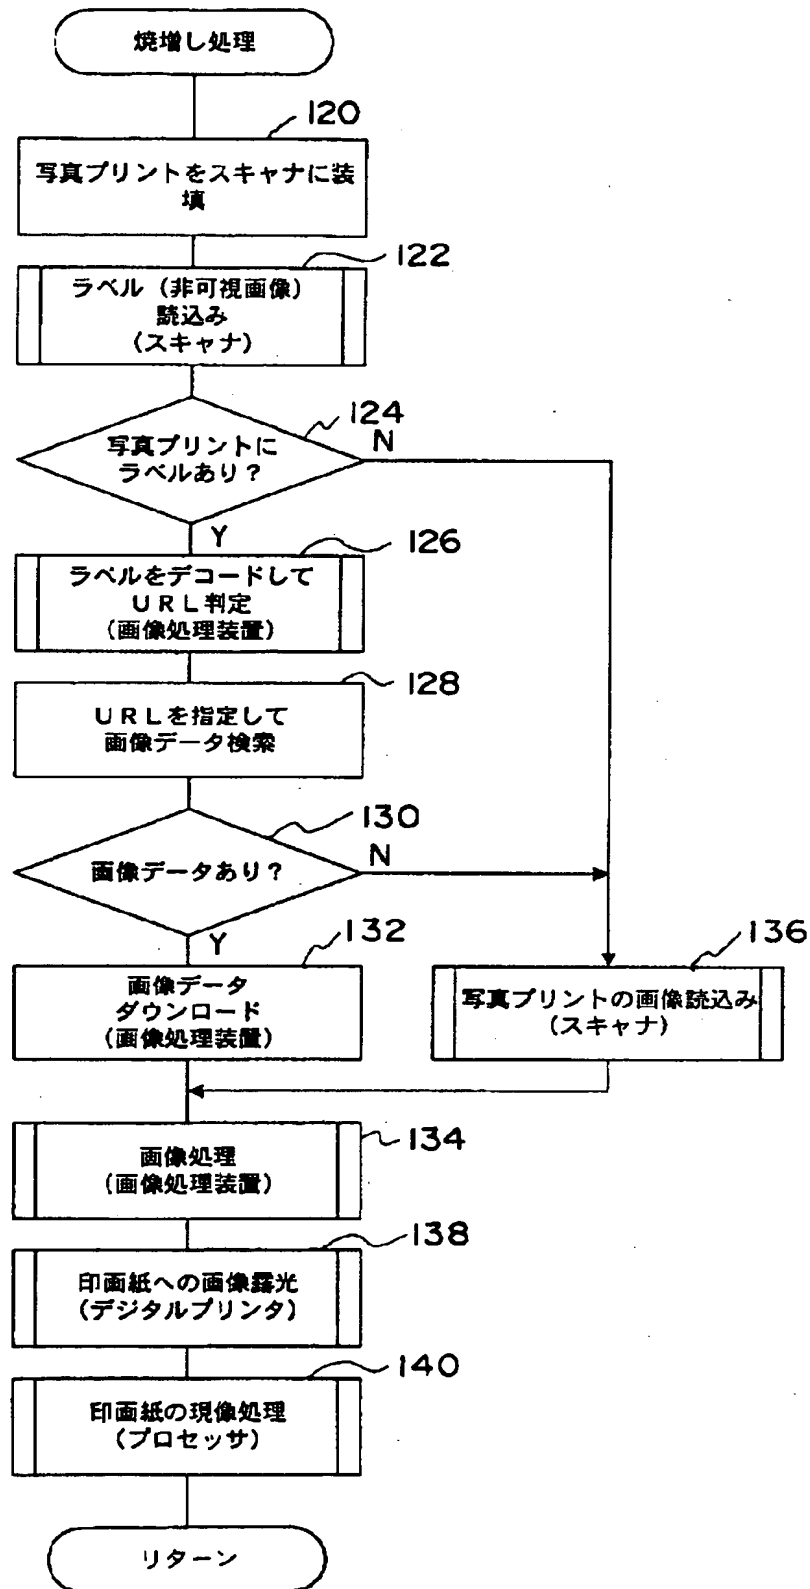 焼増し処理
120
写真プリントをスキャナに装
填
122
ラベル（非可視画像）
読込み
（スキャナ）
124
写真プリントに
ラベルあり？
N
Y
126
ラベルをデコードして
ＵＲＬ判定
（画像処理装置）
128
ＵＲＬを指定して
画像データ検索
130
画像データあり？
N
Y
132
画像データ
ダウンロード
（画像処理装置）
136
写真プリントの画像読込み
（スキャナ）
134
画像処理
（画像処理装置）
138
印画紙への画像露光
（デジタルプリンタ）
140
印画紙の現像処理
（プロセッサ）
リターン